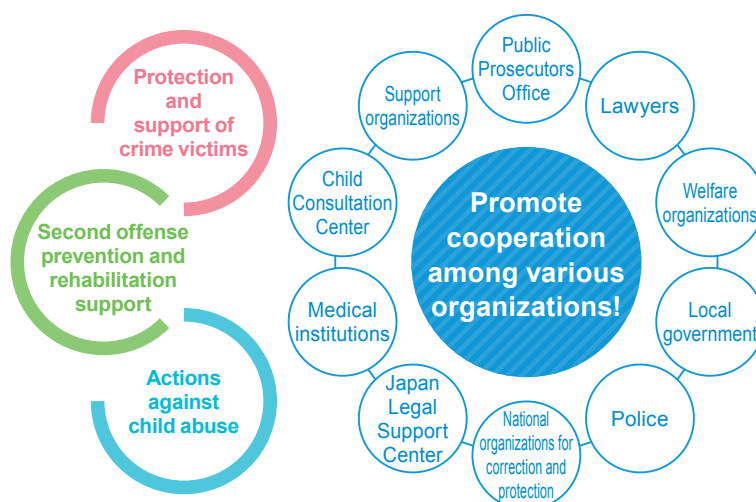 Protection
and
support of
crime victims
Second offense
prevention and
rehabilitation
support
Actions
against
child abuse
Public
Prosecutors
Office
Lawyers
Welfare
organizations
Local
government
Police
National
organizations for
correction and
protection
Japan
Legal
Support
Center
Medical
institutions
Child
Consultation
Center
Support
organizations
Promote
cooperation
among various
organizations!